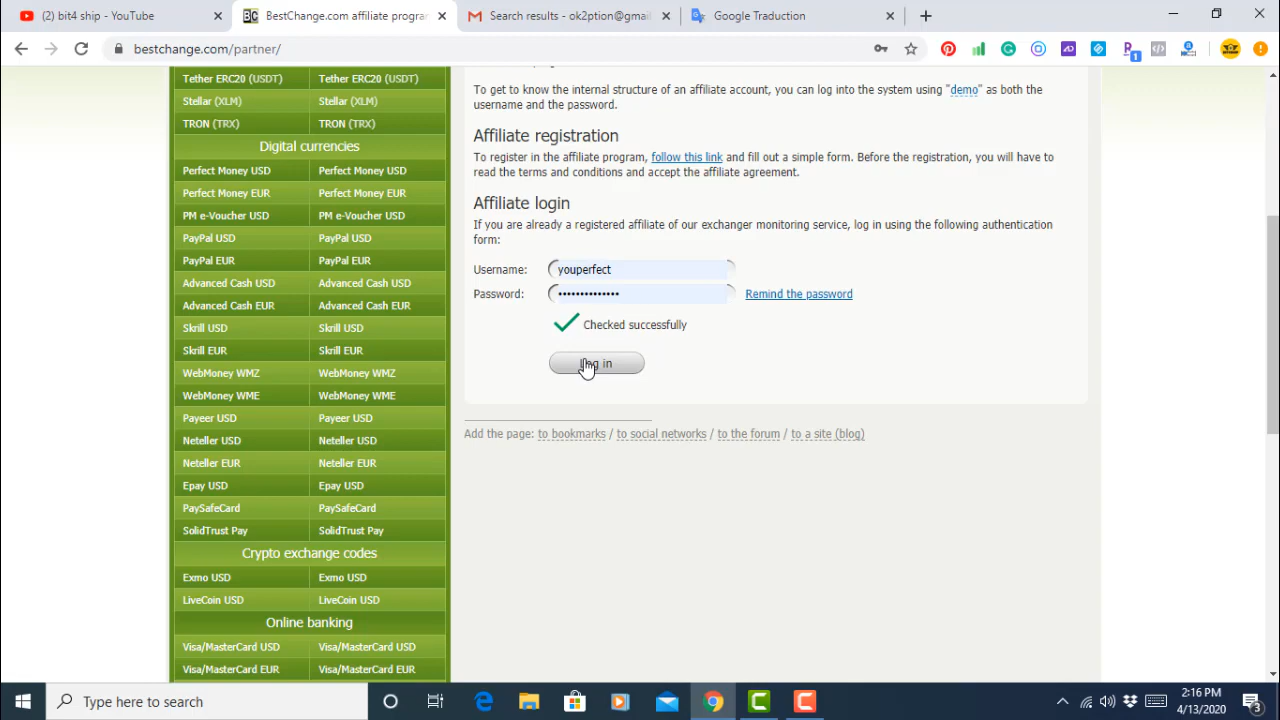 (2) bit4 ship - YouTube
BestChange.com affiliate progra
Search results - ok2ption@gmail
Google Traduction
bestchange.com/partner/
1
Tether ERC20 (USDT) Tether ERC20 (USDT)
Stellar (XLM) Stellar (XLM)
TRON (TRX) TRON (TRX)
Digital currencies
Perfect Money USD Perfect Money USD
Perfect Money EUR Perfect Money EUR
PM e-Voucher USD PM e-Voucher USD
PayPal USD PayPal USD
PayPal EUR PayPal EUR
Advanced Cash USD Advanced Cash USD
Advanced Cash EUR Advanced Cash EUR
Skrill USD Skrill USD
Skrill EUR Skrill EUR
WebMoney WMZ WebMoney WMZ
WebMoney WME WebMoney WME
Payeer USD Payeer USD
Neteller USD Neteller USD
Neteller EUR Neteller EUR
Epay USD Epay USD
PaySafeCard PaySafeCard
SolidTrust Pay SolidTrust Pay
Crypto exchange codes
Exmo USD Exmo USD
LiveCoin USD LiveCoin USD
Online banking
Visa/MasterCard USD Visa/MasterCard USD
Visa/MasterCard EUR Visa/MasterCard EUR
To get to know the internal structure of an affiliate account, you can log into the system using "demo" as both the
username and the password.
Affiliate registration
To register in the affiliate program, follow this link and fill out a simple form. Before the registration, you will have to
read the terms and conditions and accept the affiliate agreement.
Affiliate login
If you are already a registered affiliate of our exchanger monitoring service, log in using the following authentication
form:
Username: youperfect
Password: •••••••••••••• Remind the password
Checked successfully
Log in
Add the page: to bookmarks / to social networks / to the forum / to a site (blog)
Type here to search
2:16 PM
4/13/2020
3